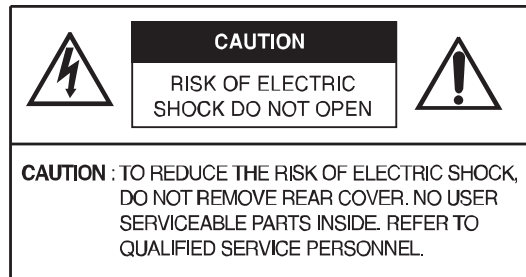 CAUTION
RISK OF ELECTRIC
SHOCK DO NOT OPEN
CAUTION : TO REDUCE THE RISK OF ELECTRIC SHOCK,
DO NOT REMOVE REAR COVER. NO USER
SERVICEABLE PARTS INSIDE. REFER TO
QUALIFIED SERVICE PERSONNEL.